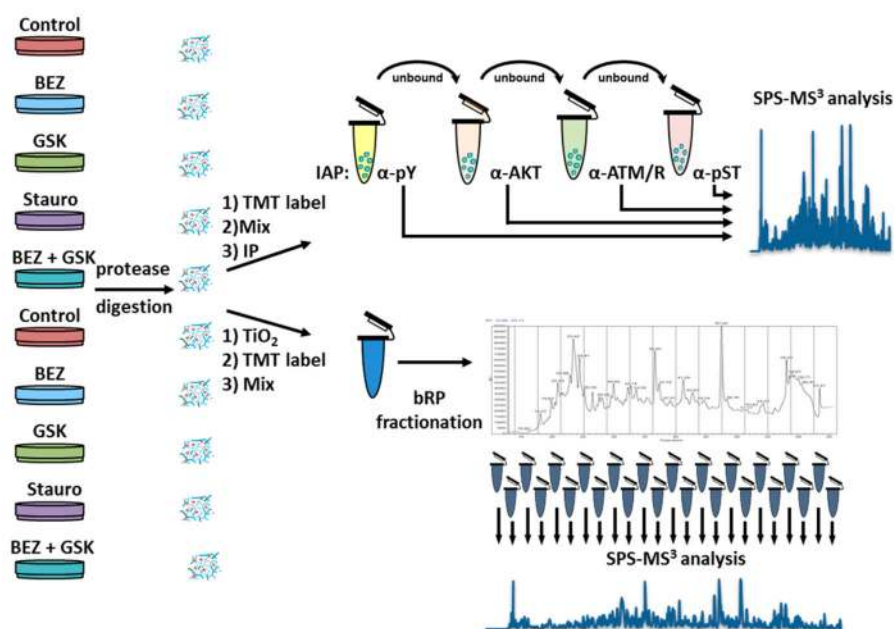 Control
BEZ
GSK
Stauro
BEZ + GSK
Control
BEZ
GSK
Stauro
BEZ + GSK
protease
digestion
1) TMT label
2)Mix
3) IP
unbound
unbound
unbound
IAP:
α-pY
α-AKT
α-ATM/R
α-pST
SPS-MS³ analysis
1) TiO₂
2) TMT label
3) Mix
bRP
fractionation
SPS-MS³ analysis